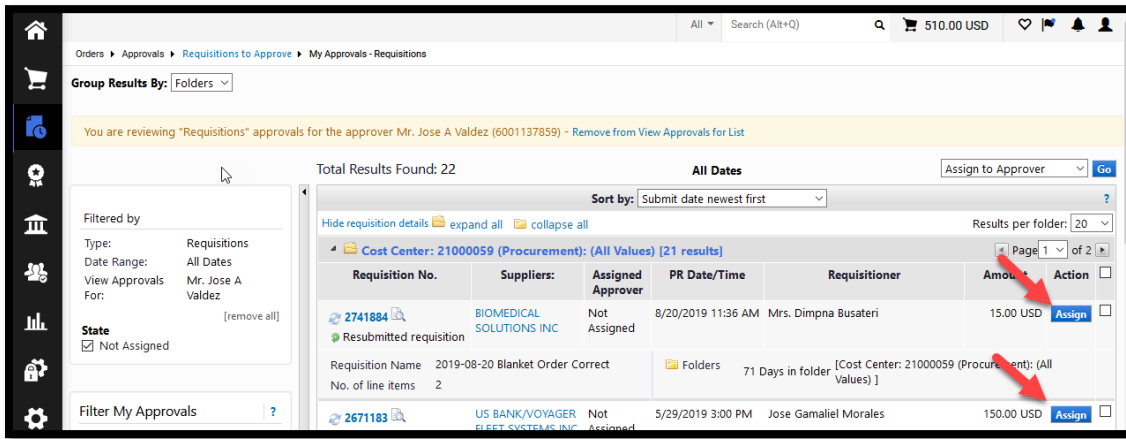 All Search (Alt+Q) 510.00 USD
Orders Approvals Requisitions to Approve My Approvals - Requisitions
Group Results By: Folders
You are reviewing "Requisitions" approvals for the approver Mr. Jose A Valdez (6001137859) - Remove from View Approvals for List
Total Results Found: 22 All Dates Assign to Approver Go
Sort by: Submit date newest first ?
Hide requisition details expand all collapse all Results per folder: 20
Cost Center: 21000059 (Procurement): (All Values) [21 results] Page 1 of 2
Filtered by
Type: Requisitions
Date Range: All Dates
View Approvals For: Mr. Jose A Valdez
[remove all]
State
Not Assigned
Filter My Approvals ?
Requisition No. Suppliers: Assigned Approver PR Date/Time Requisitioner Amount Action
2741884 BIOMEDICAL SOLUTIONS INC Not Assigned 8/20/2019 11:36 AM Mrs. Dimpna Busateri 15.00 USD Assign
Resubmitted requisition
Requisition Name 2019-08-20 Blanket Order Correct Folders 71 Days in folder [Cost Center: 21000059 (Procurement): (All Values) ]
No. of line items 2
2671183 US BANK/VOYAGER FLEET SYSTEMS INC Not Assigned 5/29/2019 3:00 PM Jose Gamaliel Morales 150.00 USD Assign